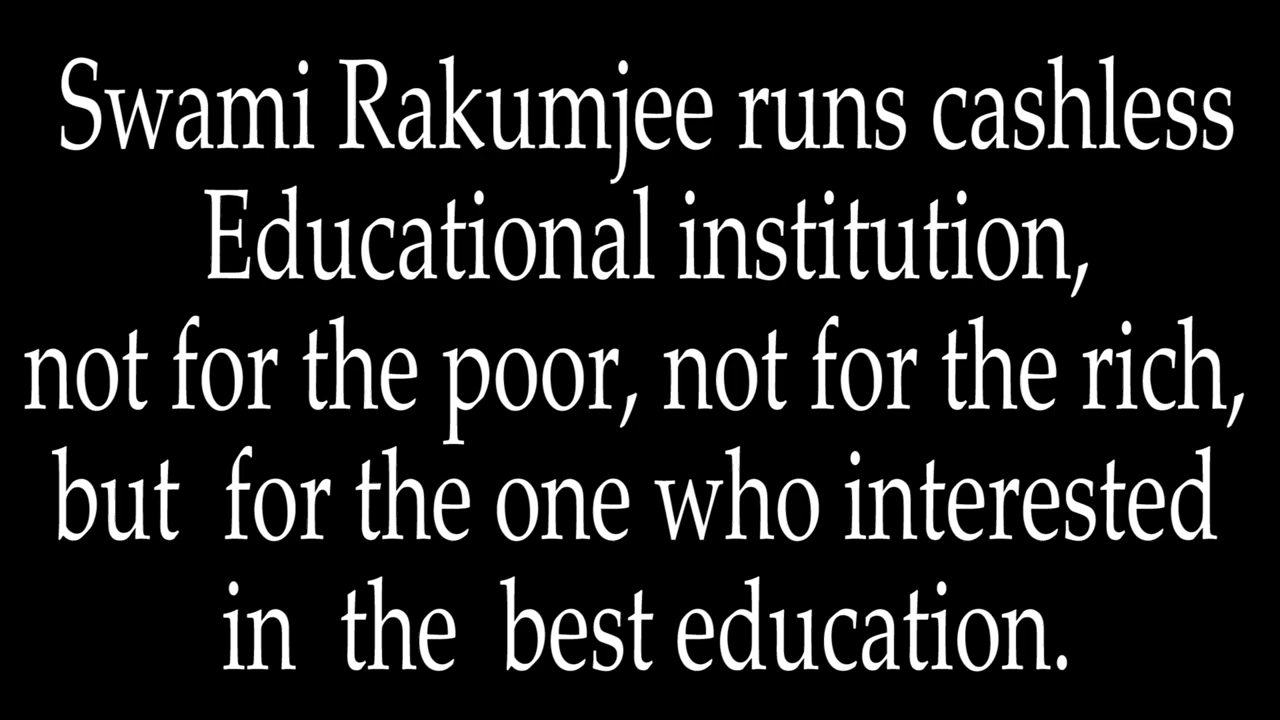 Swami Rakumjee runs cashless
Educational institution,
not for the poor, not for the rich,
but for the one who interested
in the best education.